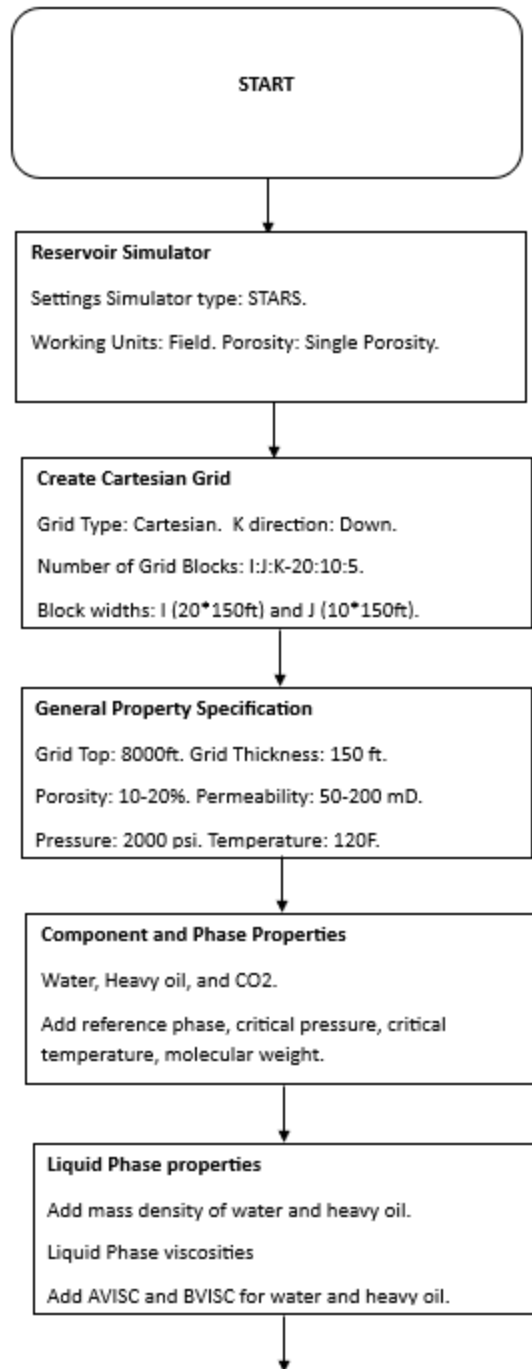 START
Reservoir Simulator
Settings Simulator type: STARS.
Working Units: Field. Porosity: Single Porosity.
Create Cartesian Grid
Grid Type: Cartesian. K direction: Down.
Number of Grid Blocks: I:J:K-20:10:5.
Block widths: I (20*150ft) and J (10*150ft).
General Property Specification
Grid Top: 8000ft. Grid Thickness: 150 ft.
Porosity: 10-20%. Permeability: 50-200 mD.
Pressure: 2000 psi. Temperature: 120F.
Component and Phase Properties
Water, Heavy oil, and CO2.
Add reference phase, critical pressure, critical
temperature, molecular weight.
Liquid Phase properties
Add mass density of water and heavy oil.
Liquid Phase viscosities
Add AVISC and BVISC for water and heavy oil.